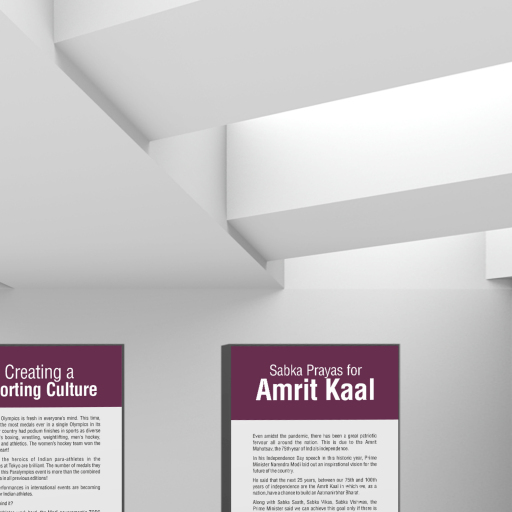 Creating a
orting Culture
Olympics is fresh in everyone's mind. This time,
the most medals ever in a single Olympics in its
country had podium finishes in sports as diverse
boxing, wrestling, weightlifting, men's hockey,
and athletics. The women's hockey team won the
the heroics of Indian para-athletes in the
at Tokyo are brilliant. The number of medals they
this Paralympics event is more than the combined
in all previous editions!
performances in international events are becoming
Indian athletes.
Sabka Prayas for
Amrit Kaal
Even amidst the pandemic, there has been a great patriotic
fervour all around the nation. This is due to the Amrit
Mahotsav, the 75th year of India's independence.
In his Independence Day speech in this historic year, Prime
Minister Narendra Modi laid out an inspirational vision for the
future of the country.
He said that the next 25 years, between our 75th and 100th
years of independence are the Amrit Kaal in which we, as a
nation, have a chance to build an Aatmanirbhar Bharat
Along with Sabka Saath, Sabka Vikas, Sabka Vishwas, the
Prime Minister said we can achieve this goal only if there is